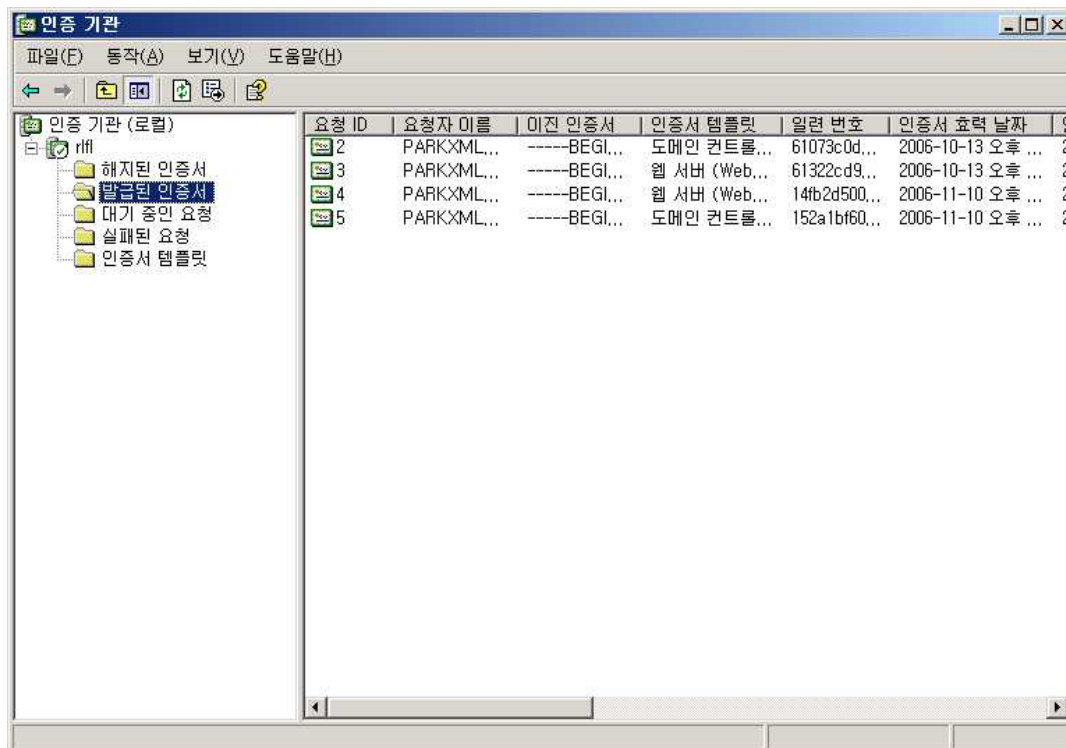 인증 기관
파일(F) 동작(A) 보기(V) 도움말(H)
인증 기관 (로컬)
rlfl
해지된 인증서
발급된 인증서
대기 중인 요청
실패된 요청
인증서 템플릿
요청 ID 요청자 이름 이진 인증서 인증서 템플릿 일련 번호 인증서 효력 날짜
2 PARKXML,... -----BEGI... 도메인 컨트롤... 61073c0d... 2006-10-13 오후 ...
3 PARKXML,... -----BEGI... 웹 서버 (Web... 61322cd9... 2006-10-13 오후 ...
4 PARKXML,... -----BEGI... 웹 서버 (Web... 14fb2d500... 2006-11-10 오후 ...
5 PARKXML,... -----BEGI... 도메인 컨트롤... 152a1bf60... 2006-11-10 오후 ...